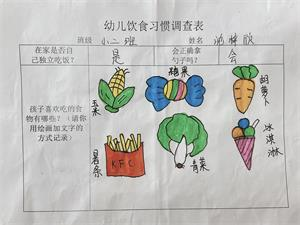 幼儿饮食习惯调查表
班级 小二班 姓名
在家是否自己独立吃饭？
是
会正确拿勺子吗？
会
孩子喜欢吃的食物有哪些？（请你用绘画加文字的方式记录）
玉米
糖果
胡萝卜
薯条
KFC
青菜
冰淇淋